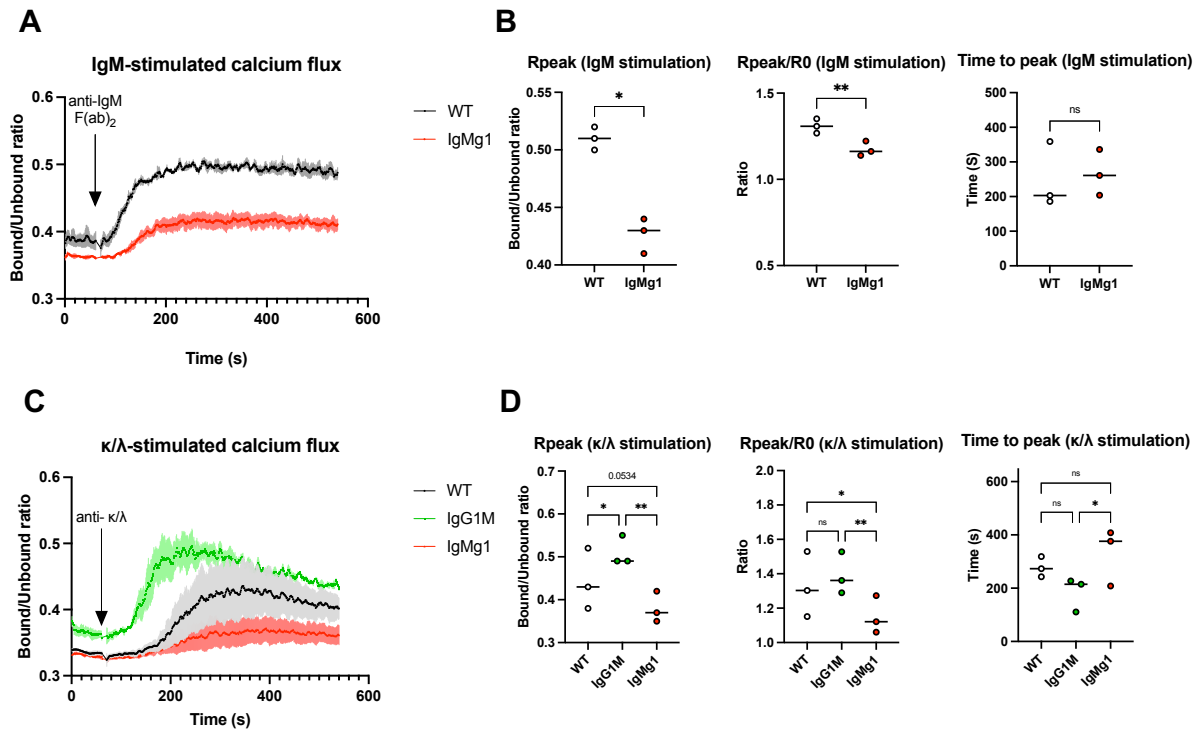 A
IgM-stimulated calcium flux
Bound/Unbound ratio
0.6
0.5
0.4
0.3
anti-IgM
F(ab)2
WT
IgMg1
0
200
400
600
Time (s)
B
Rpeak (IgM stimulation)
Bound/Unbound ratio
0.55
0.50
0.45
0.40
*
WT
IgMg1
Rpeak/R0 (IgM stimulation)
Ratio
1.5
1.0
0.5
**
WT
IgMg1
Time to peak (IgM stimulation)
Time (S)
500
400
300
200
100
0
ns
WT
IgMg1
C
κ/λ-stimulated calcium flux
Bound/Unbound ratio
0.6
0.5
0.4
0.3
anti- κ/λ
WT
IgG1M
IgMg1
0
200
400
600
Time (s)
D
Rpeak (κ/λ stimulation)
Bound/Unbound ratio
0.7
0.6
0.5
0.4
0.3
0.0534
*
**
WT
IgG1M
IgMg1
Rpeak/R0 (κ/λ stimulation)
Ratio
2.0
1.8
1.6
1.4
1.2
1.0
*
ns
**
WT
IgG1M
IgMg1
Time to peak (κ/λ stimulation)
Time (s)
600
400
200
0
ns
ns
*
WT
IgG1M
IgMg1